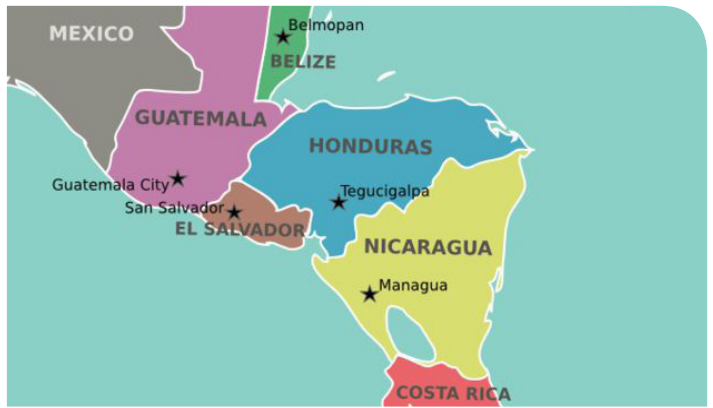 Belmopan
MEXICO
BELIZE
GUATEMALA
HONDURAS
Guatemala City
Tegucigalpa
San Salvador
EL SALVADOR
NICARAGUA
Managua
COSTA RICA